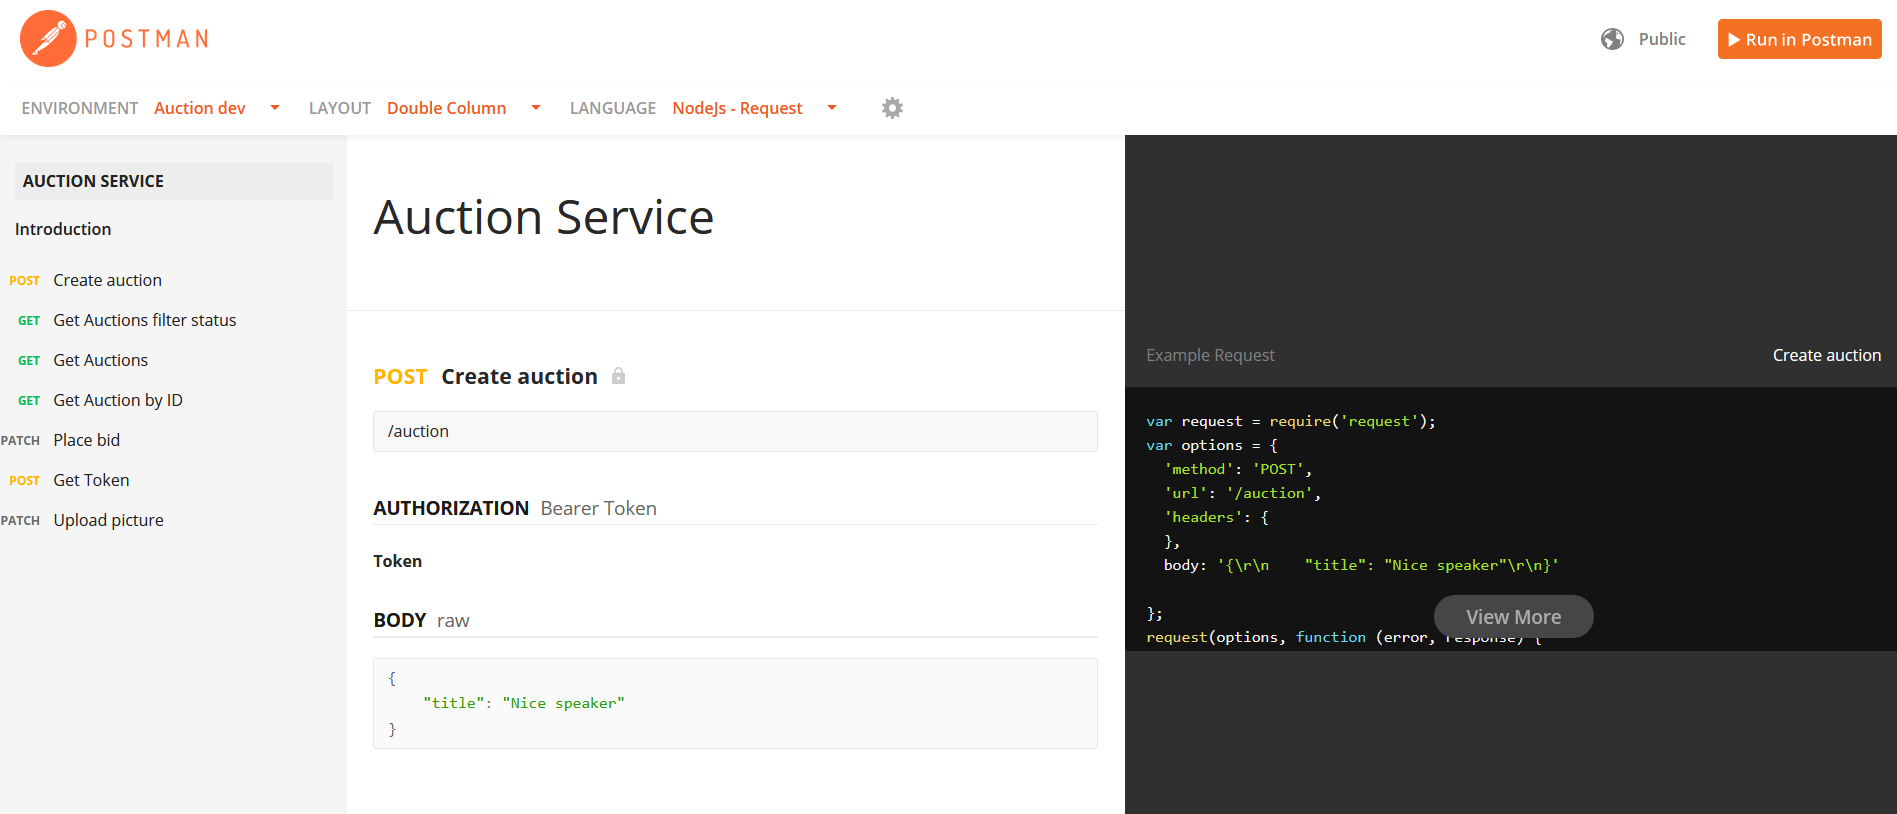 POSTMAN
Public
Run in Postman
ENVIRONMENT Auction dev LAYOUT Double Column LANGUAGE NodeJs - Request
AUCTION SERVICE
Introduction
POST Create auction
GET Get Auctions filter status
GET Get Auctions
GET Get Auction by ID
PATCH Place bid
POST Get Token
PATCH Upload picture
Auction Service
POST Create auction
/auction
AUTHORIZATION Bearer Token
Token
BODY raw
{
    "title": "Nice speaker"
}
Example Request Create auction
var request = require('request');
var options = {
  'method': 'POST',
  'url': '/auction',
  'headers': {
  },
  body: '{\r\n    "title": "Nice speaker"\r\n}'
};
request(options, function (error, response) {
View More